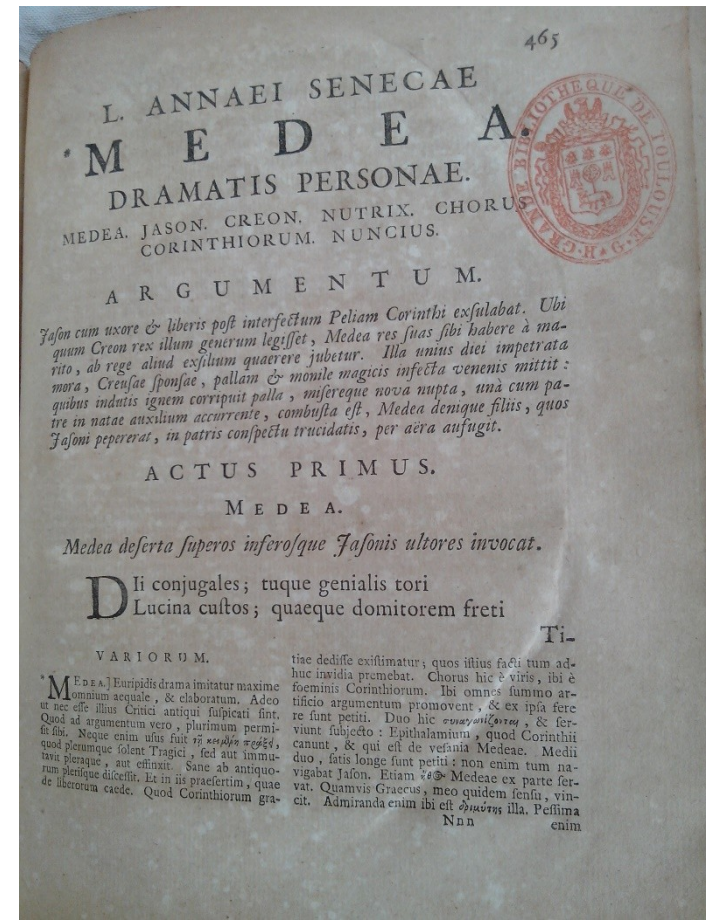 465
L. ANNAEI SENECAE
*MEDEA.
DRAMATIS PERSONAE.
MEDEA. JASON. CREON. NUTRIX. CHORUS
CORINTHIORUM. NUNCIUS.
GRANDE BIBLIOTHEQUE DE TOULOUSE
H. G.
ARGUMENTUM.
Jason cum uxore & liberis post interfectum Peliam Corinthi exsulabat. Ubi
quum Creon rex illum generum legisset, Medea res suas sibi habere à ma-
rito, ab rege aliud exsilium quaerere jubetur. Illa unius diei impetrata
mora, Creusae sponsae, pallam & monile magicis infecta venenis mittit:
quibus indutis ignem corripuit palla, misereque nova nupta, unà cum pa-
tre in natae auxilium accurrente, combusta est, Medea denique filiis, quos
Jasoni pepererat, in patris conspectu trucidatis, per aëra aufugit.
ACTUS PRIMUS.
MEDEA.
Medea deserta superos inferosque Jasonis ultores invocat.
DIi conjugales; tuque genialis tori
Lucina custos; quaeque domitorem freti
Ti-
VARIORUM.
*MEDEA.] Euripidis drama imitatur maxime
omnium aequale, & elaboratum. Adeo
ut nec esse illius Critici antiqui suspicati sint.
Quod ad argumentum vero, plurimum permi-
sit sibi. Neque enim usus fuit τῇ κειμένῃ πράξει,
quod plerumque solent Tragici, sed aut immu-
tavit pleraque, aut effinxit. Sane ab antiquo-
rum plerisque discessit. Et in iis praesertim, quae
de liberorum caede. Quod Corinthiorum gra-
tiae dedisse existimatur; quos istius facti tum ad-
huc invidia premebat. Chorus hic è viris, ibi è
foeminis Corinthiorum. Ibi omnes summo ar-
tificio argumentum promovent, & ex ipsa fere
re sunt petiti. Duo hic συναγωνίζονται, & ser-
viunt subjecto: Epithalamium, quod Corinthii
canunt, & qui est de vesania Medeae. Medii
duo, satis longe sunt petiti: non enim tum na-
vigabat Jason. Etiam ἦθος Medeae ex parte ser-
vat. Quamvis Graecus, meo quidem sensu, vin-
cit. Admiranda enim ibi est δριμύτης illa. Pessima
Nnn
enim